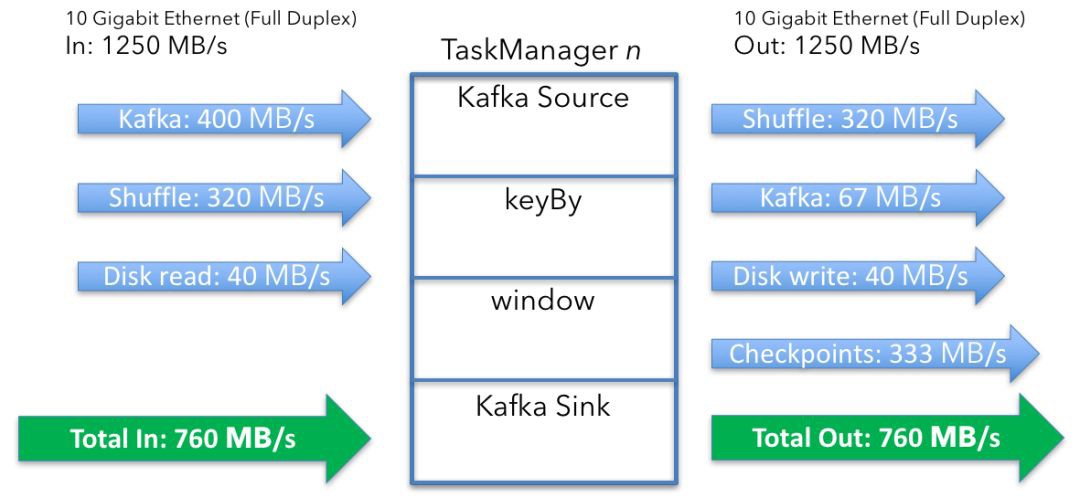 10 Gigabit Ethernet (Full Duplex)
In: 1250 MB/s
TaskManager n
10 Gigabit Ethernet (Full Duplex)
Out: 1250 MB/s
Kafka: 400 MB/s
Shuffle: 320 MB/s
Disk read: 40 MB/s
Total In: 760 MB/s
Kafka Source
keyBy
window
Kafka Sink
Shuffle: 320 MB/s
Kafka: 67 MB/s
Disk write: 40 MB/s
Checkpoints: 333 MB/s
Total Out: 760 MB/s